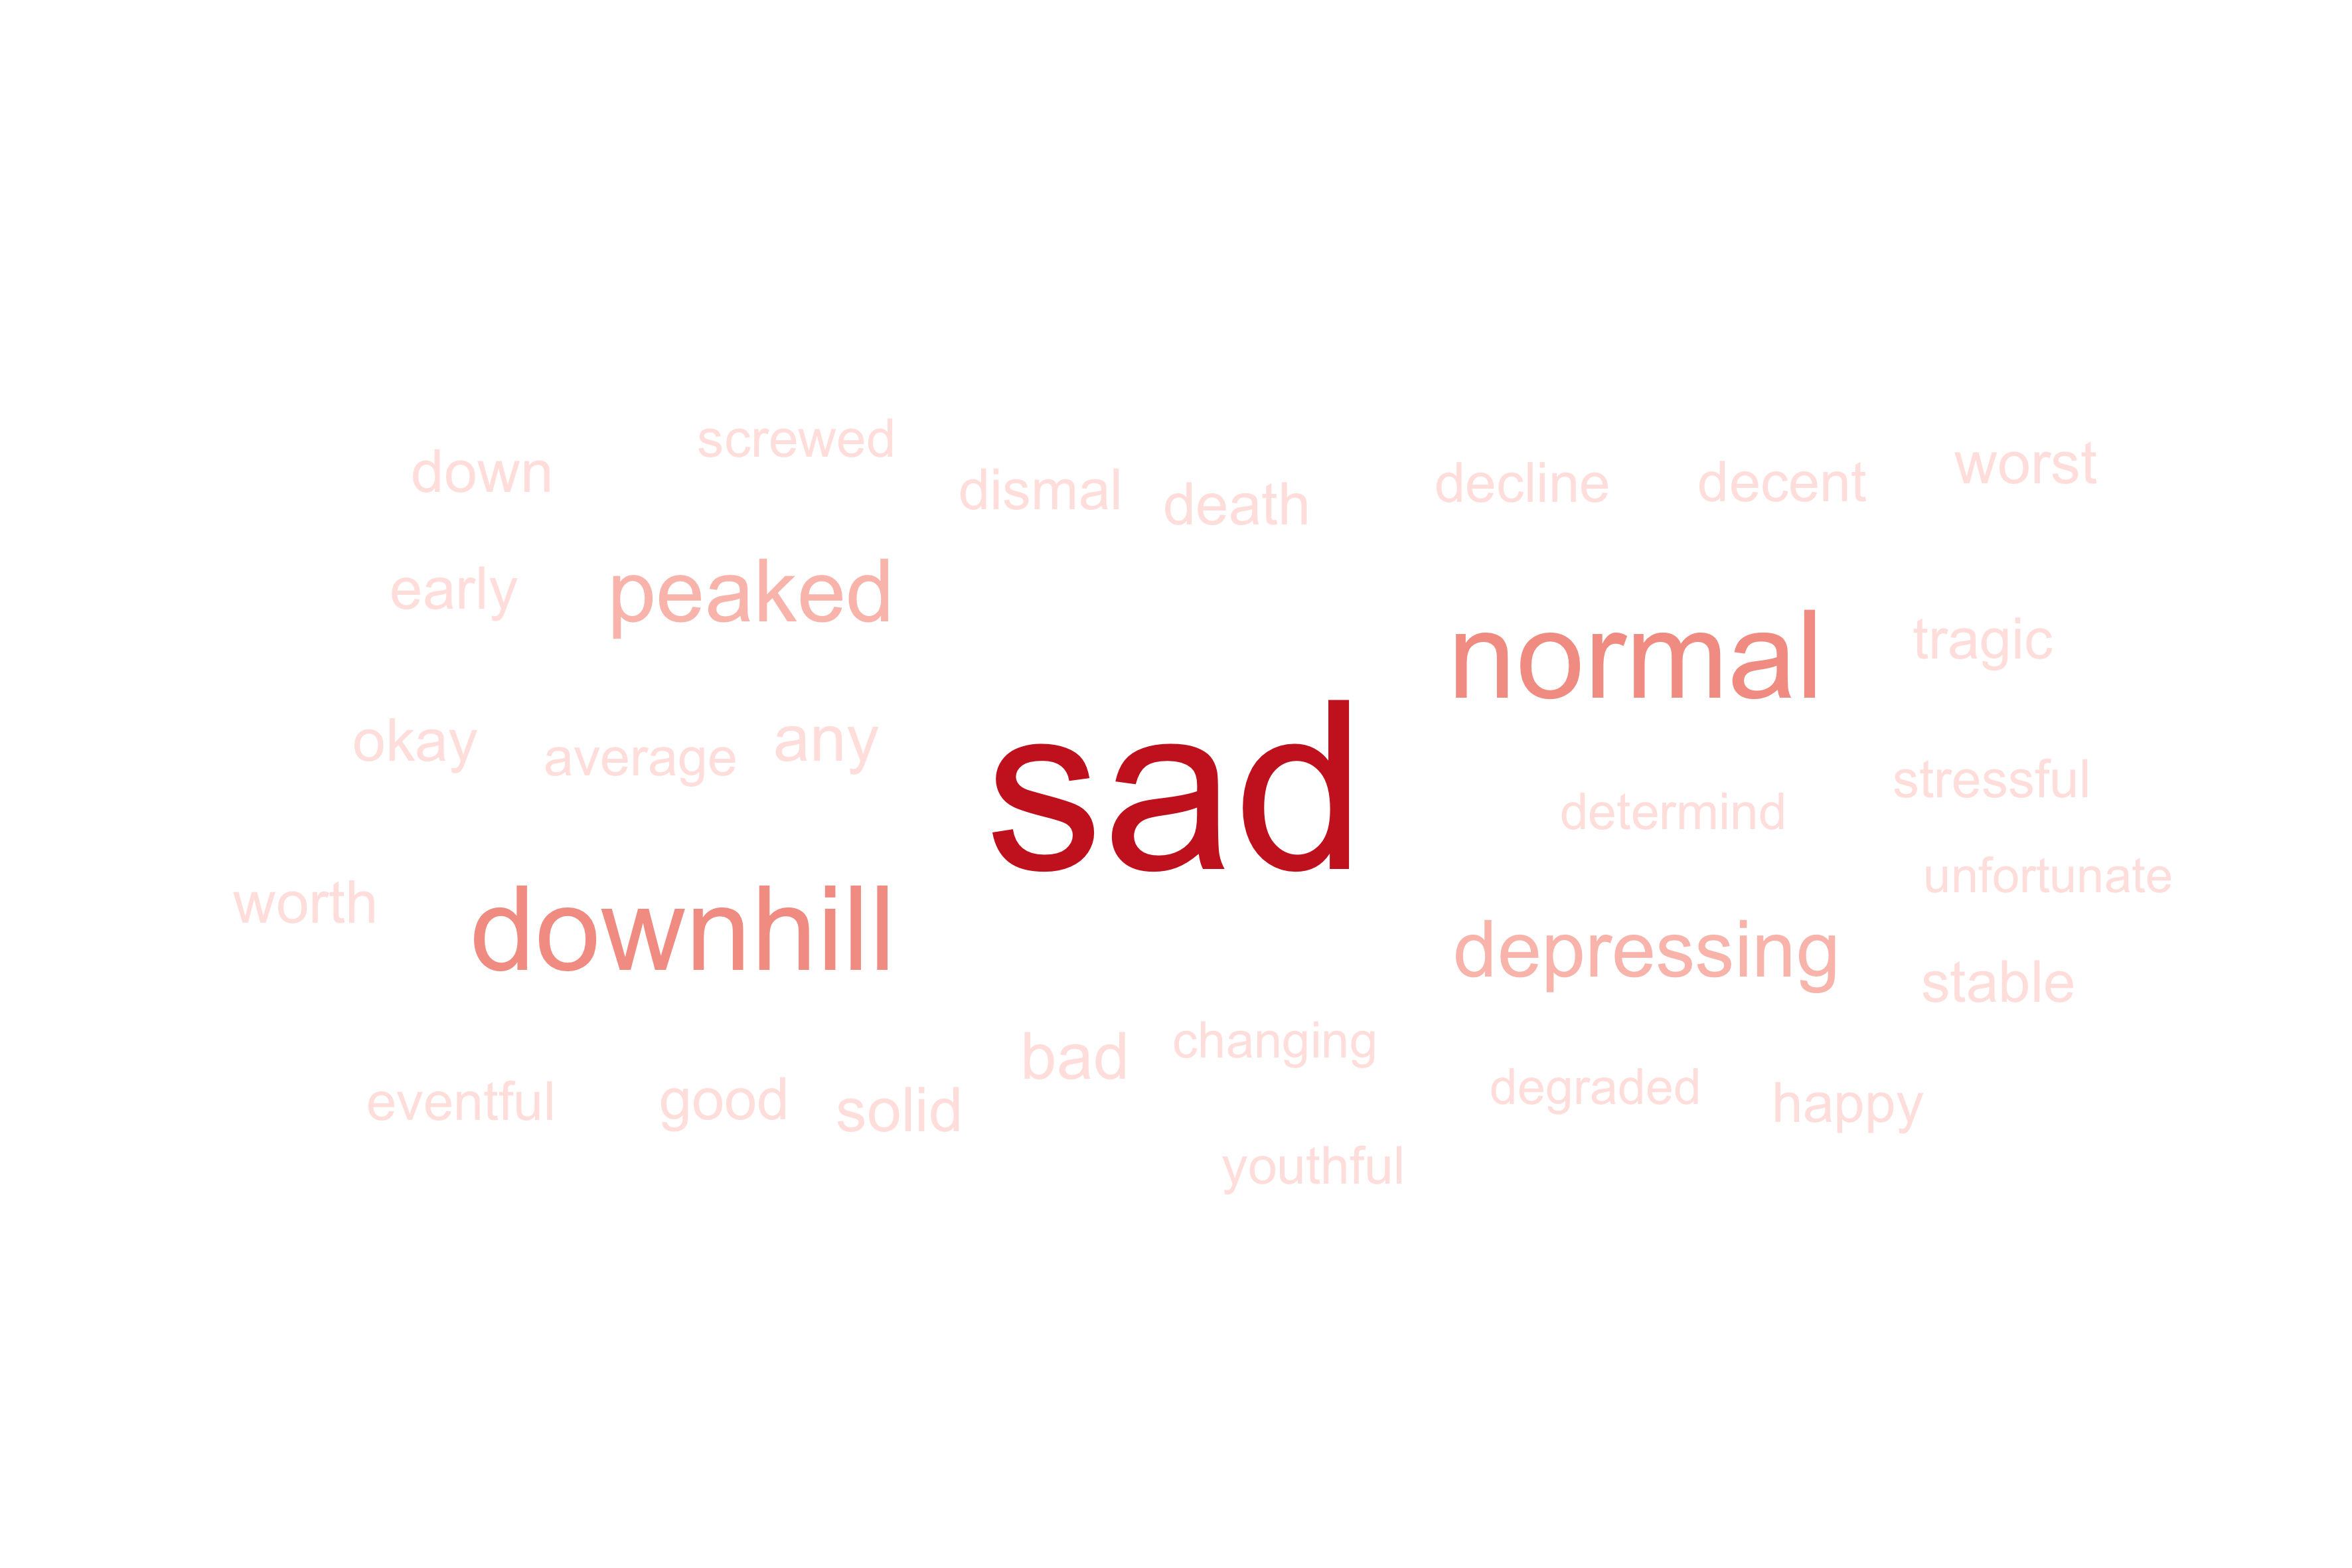 screwed
down
dismal
death
decline
decent
worst
early
peaked
normal
tragic
okay
average
any
sad
determind
stressful
unfortunate
worth
downhill
depressing
stable
bad
changing
eventful
good
solid
degraded
happy
youthful